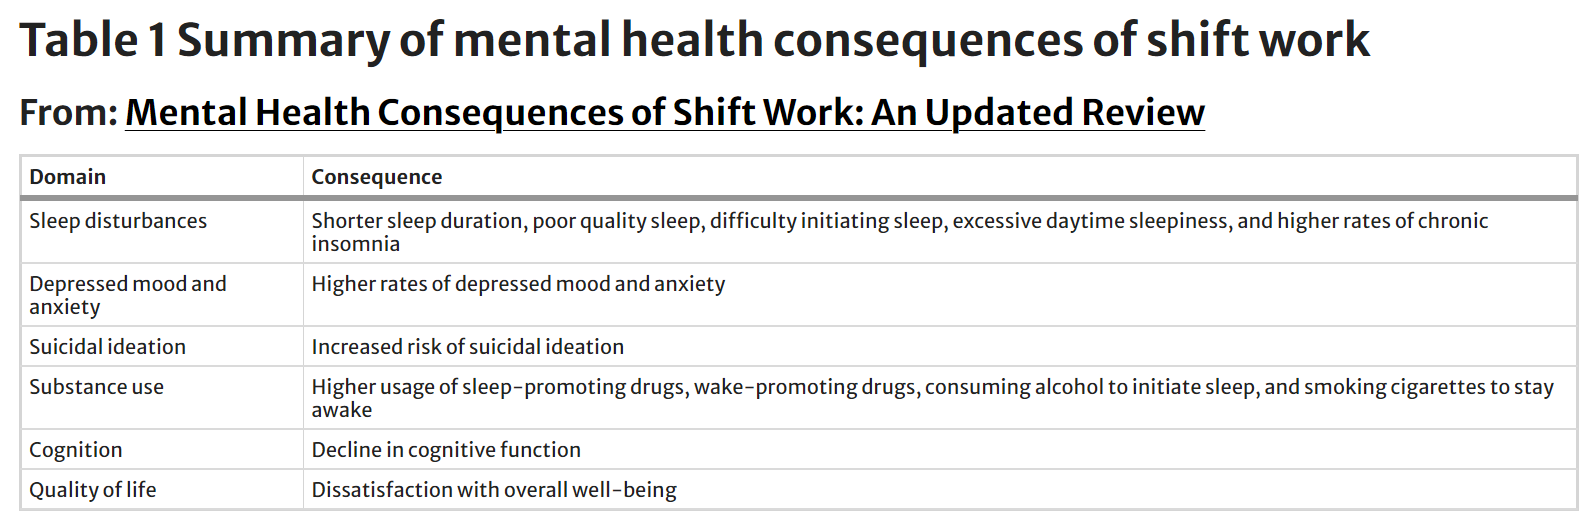 Table 1 Summary of mental health consequences of shift work
From: Mental Health Consequences of Shift Work: An Updated Review
Domain Consequence
Sleep disturbances Shorter sleep duration, poor quality sleep, difficulty initiating sleep, excessive daytime sleepiness, and higher rates of chronic
insomnia
Depressed mood and Higher rates of depressed mood and anxiety
anxiety
Suicidal ideation Increased risk of suicidal ideation
Substance use Higher usage of sleep-promoting drugs, wake-promoting drugs, consuming alcohol to initiate sleep, and smoking cigarettes to stay
awake
Cognition Decline in cognitive function
Quality of life Dissatisfaction with overall well-being